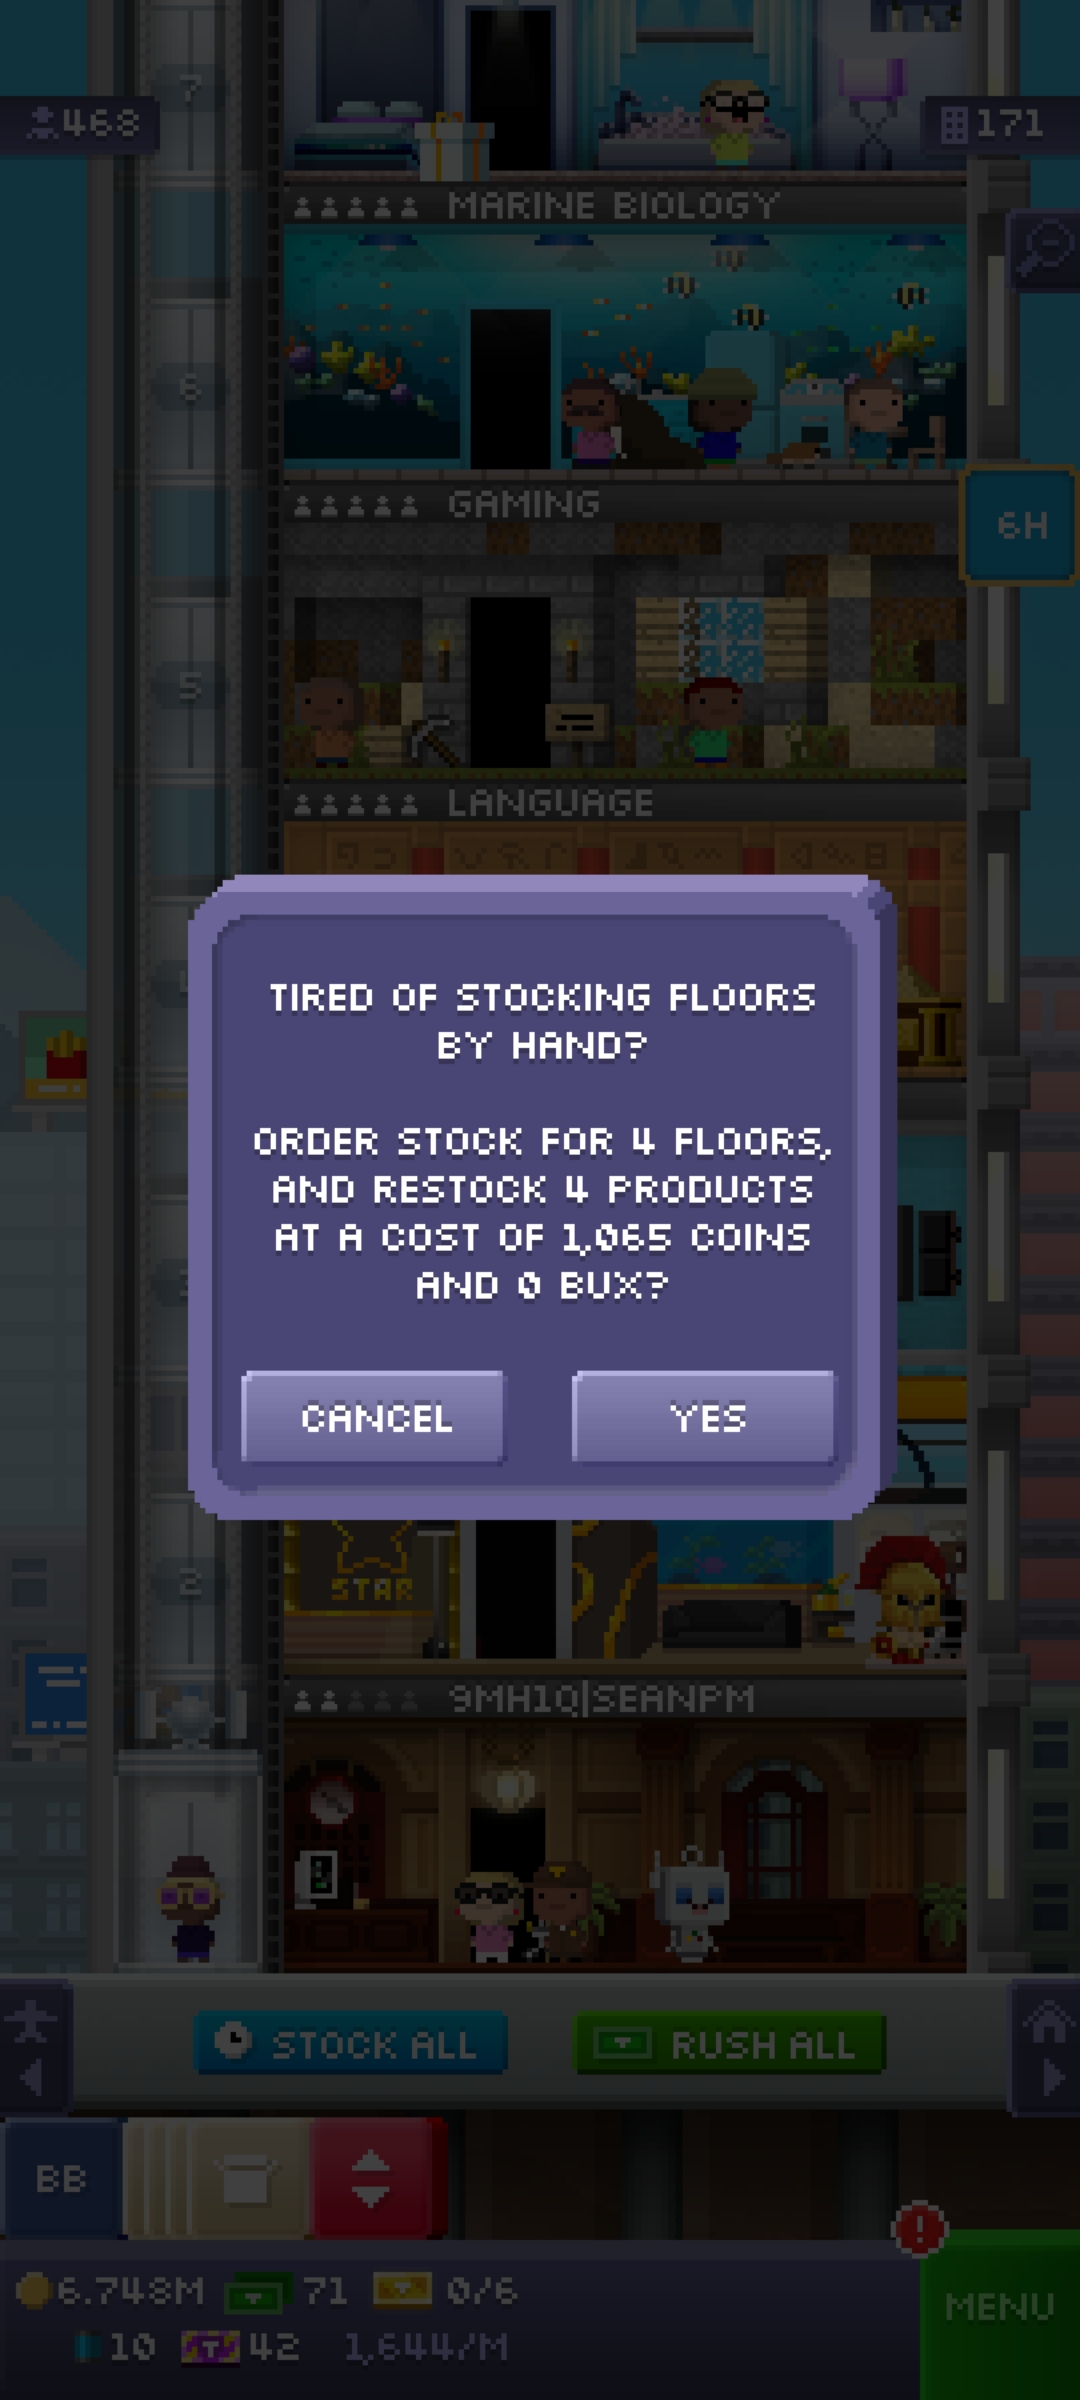 7
468
171
MARINE BIOLOGY
6
GAMING
6H
5
LANGUAGE
TIRED OF STOCKING FLOORS
BY HAND?
ORDER STOCK FOR 4 FLOORS,
AND RESTOCK 4 PRODUCTS
AT A COST OF 1,065 COINS
AND 0 BUX?
CANCEL
YES
STAR
2
9MH1Q|SEANPM
STOCK ALL
RUSH ALL
BB
6.748M
71
0/6
MENU
10
42
1,644/M